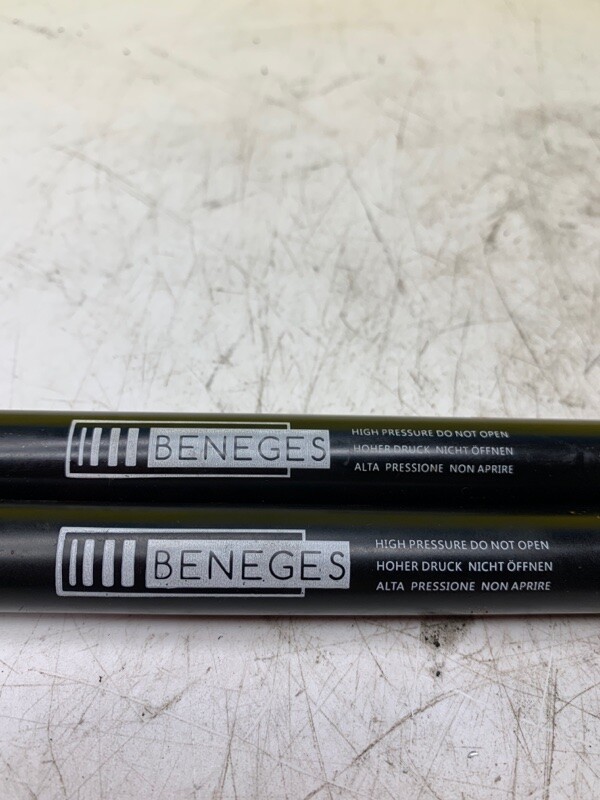 BENEGES
HIGH PRESSURE DO NOT OPEN
HOHER DRUCK NICHT ÖFFNEN
ALTA PRESSIONE NON APRIRE
BENEGES
HIGH PRESSURE DO NOT OPEN
HOHER DRUCK NICHT ÖFFNEN
ALTA PRESSIONE NON APRIRE